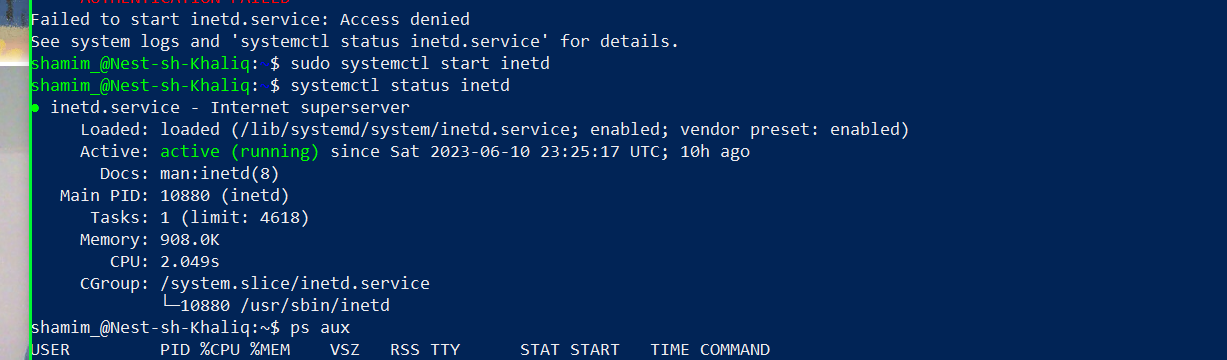 AUTHENTICATION FAILED
Failed to start inetd.service: Access denied
See system logs and 'systemctl status inetd.service' for details.
shamim_@Nest-sh-Khaliq:~$ sudo systemctl start inetd
shamim_@Nest-sh-Khaliq:~$ systemctl status inetd
● inetd.service - Internet superserver
Loaded: loaded (/lib/systemd/system/inetd.service; enabled; vendor preset: enabled)
Active: active (running) since Sat 2023-06-10 23:25:17 UTC; 10h ago
Docs: man:inetd(8)
Main PID: 10880 (inetd)
Tasks: 1 (limit: 4618)
Memory: 908.0K
CPU: 2.049s
CGroup: /system.slice/inetd.service
└─10880 /usr/sbin/inetd
shamim_@Nest-sh-Khaliq:~$ ps aux
USER PID %CPU %MEM VSZ RSS TTY STAT START TIME COMMAND